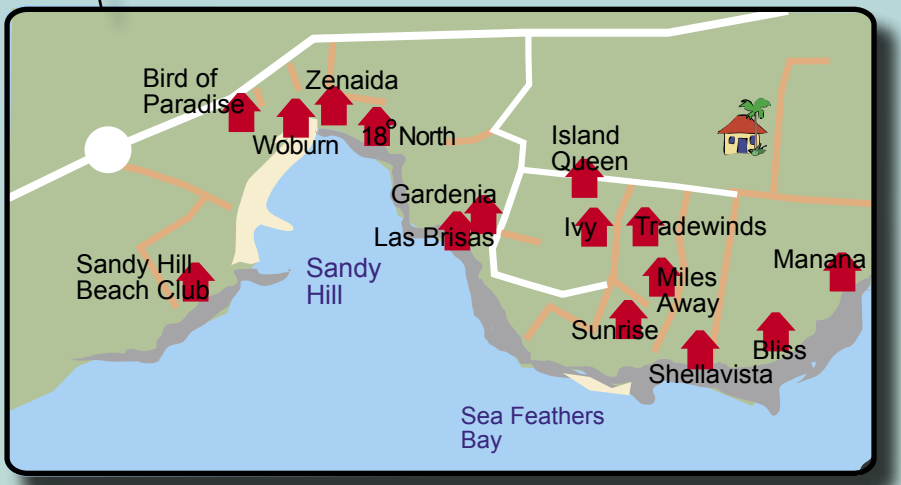 Bird of
Paradise
Zenaida
Woburn
18° North
Island
Queen
Gardenia
Las Brisas
Ivy
Tradewinds
Sandy Hill
Beach Club
Sandy
Hill
Manana
Miles
Away
Sunrise
Bliss
Shellavista
Sea Feathers
Bay